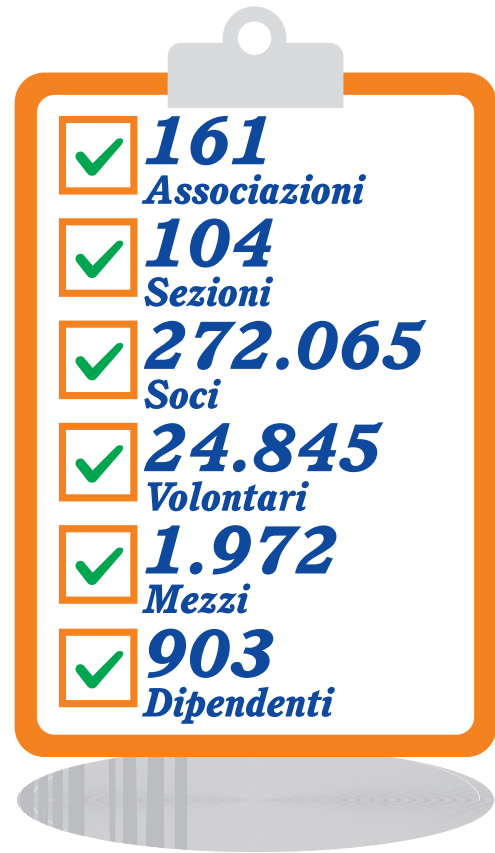 161
Associazioni
104
Sezioni
272.065
Soci
24.845
Volontari
1.972
Mezzi
903
Dipendenti